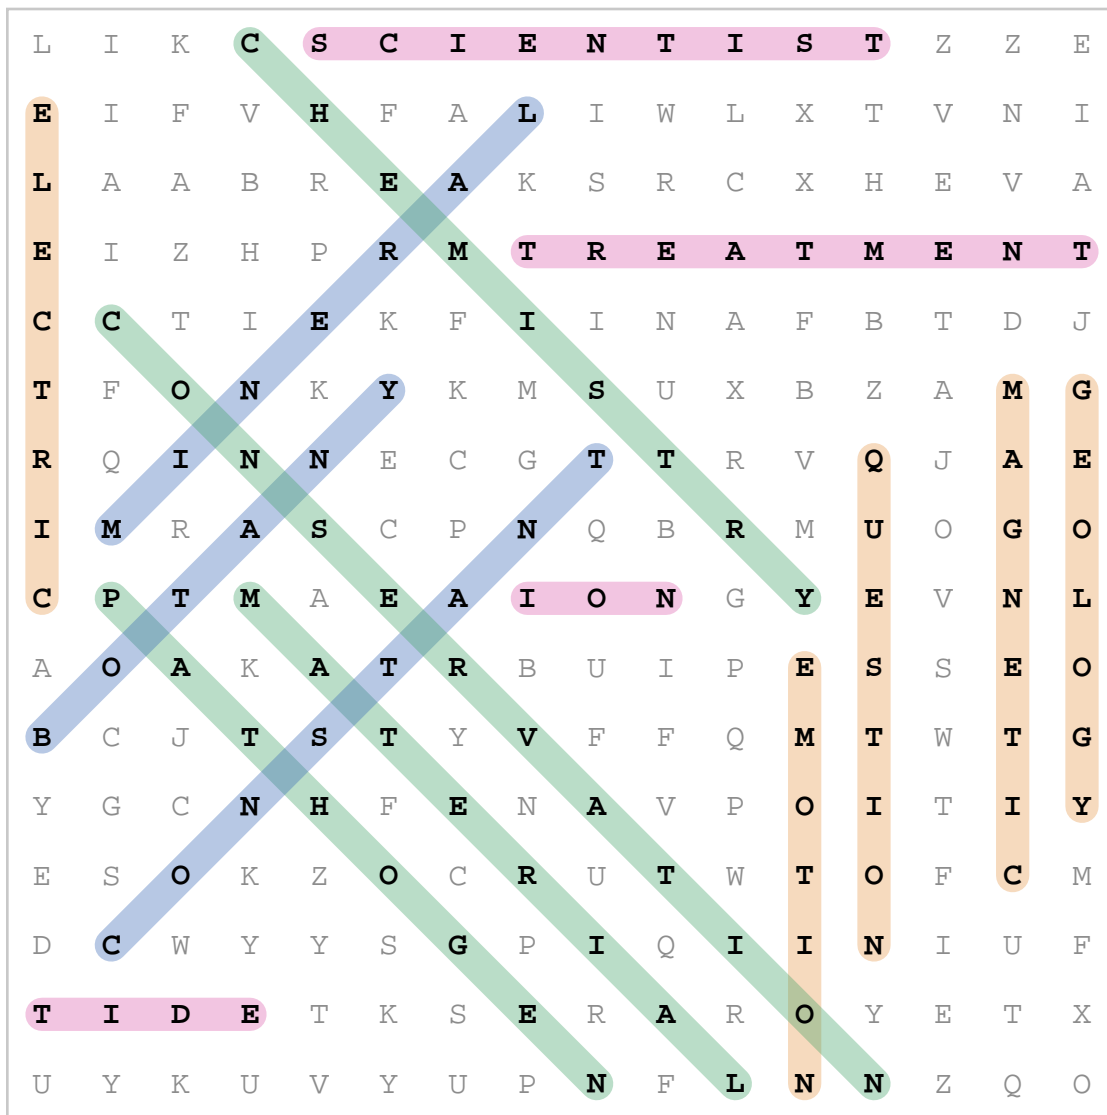 L I K C S C I E N T I S T Z Z E
E I F V H F A L I W L X T V N I
L A A B R E A K S R C X H E V A
E I Z H P R M T R E A T M E N T
C C T I E K F I I N A F B T D J
T F O N K Y K M S U X B Z A M G
R Q I N N E C G T T R V Q J A E
I M R A S C P N Q B R M U O G O
C P T M A E A I O N G Y E V N L
A O A K A T R B U I P E S S E O
B C J T S T Y V F F Q M T W T G
Y G C N H F E N A V P O I T I Y
E S O K Z O C R U T W T O F C M
D C W Y Y S G P I Q I I N I U F
T I D E T K S E R A R O Y E T X
U Y K U V Y U P N F L N N Z Q O